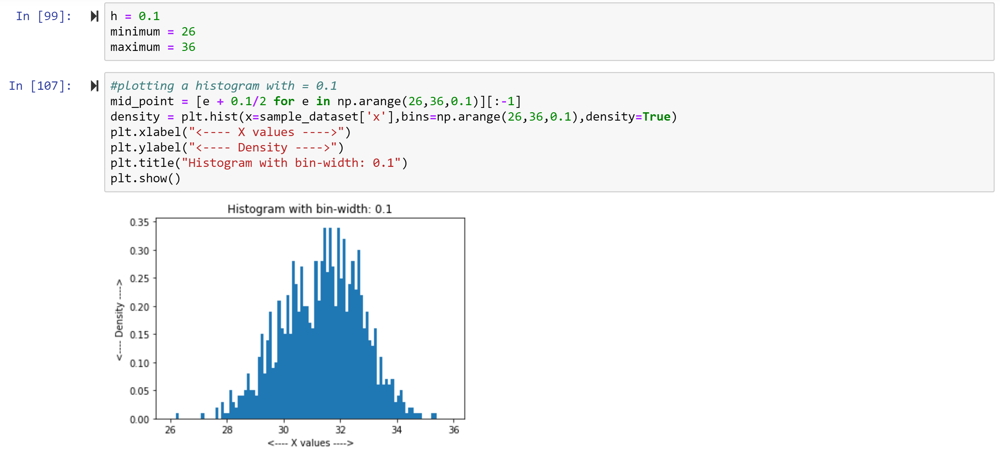 In [99]:
h = 0.1
minimum = 26
maximum = 36
In [107]:
#plotting a histogram with = 0.1
mid_point = [e + 0.1/2 for e in np.arange(26,36,0.1)][:-1]
density = plt.hist(x=sample_dataset['x'],bins=np.arange(26,36,0.1),density=True)
plt.xlabel("<---- X values ---->")
plt.ylabel("<---- Density ---->")
plt.title("Histogram with bin-width: 0.1")
plt.show()
Histogram with bin-width: 0.1
<---- Density ---->
0.35
0.30
0.25
0.20
0.15
0.10
0.05
0.00
26 28 30 32 34 36
<---- X values ---->